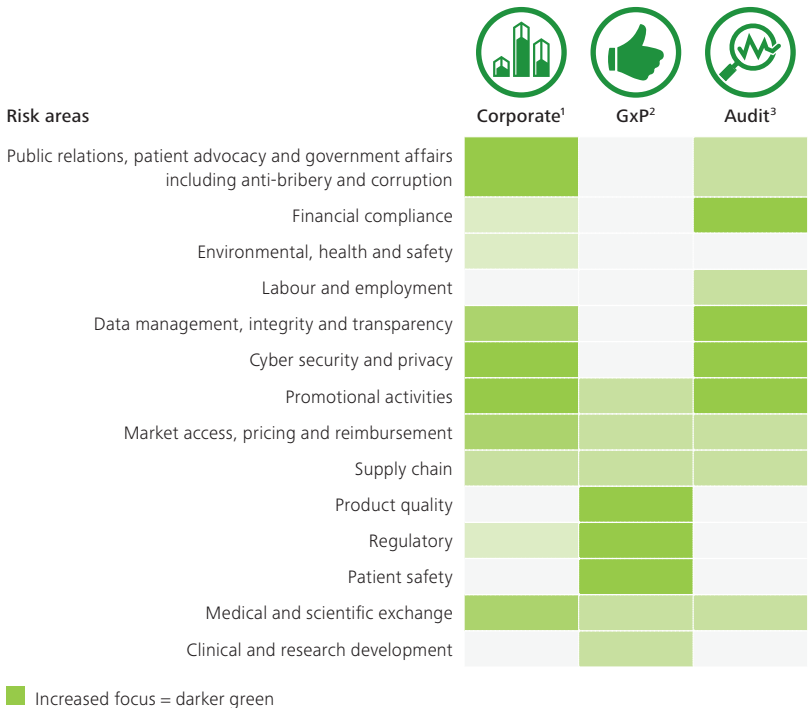 Risk areas
Corporate¹
GxP²
Audit³
Public relations, patient advocacy and government affairs
including anti-bribery and corruption
Financial compliance
Environmental, health and safety
Labour and employment
Data management, integrity and transparency
Cyber security and privacy
Promotional activities
Market access, pricing and reimbursement
Supply chain
Product quality
Regulatory
Patient safety
Medical and scientific exchange
Clinical and research development
Increased focus = darker green